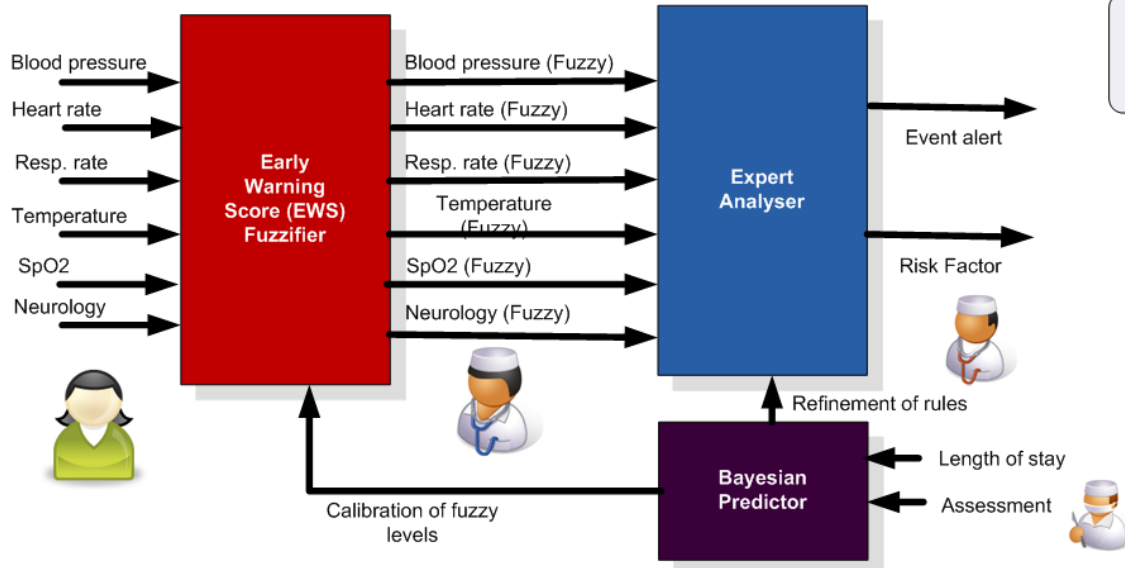 Blood pressure
Heart rate
Resp. rate
Temperature
SpO2
Neurology
Early
Warning
Score (EWS)
Fuzzifier
Blood pressure (Fuzzy)
Heart rate (Fuzzy)
Resp. rate (Fuzzy)
Temperature
(Fuzzy)
SpO2 (Fuzzy)
Neurology (Fuzzy)
Expert
Analyser
Event alert
Risk Factor
Refinement of rules
Bayesian
Predictor
Length of stay
Assessment
Calibration of fuzzy
levels